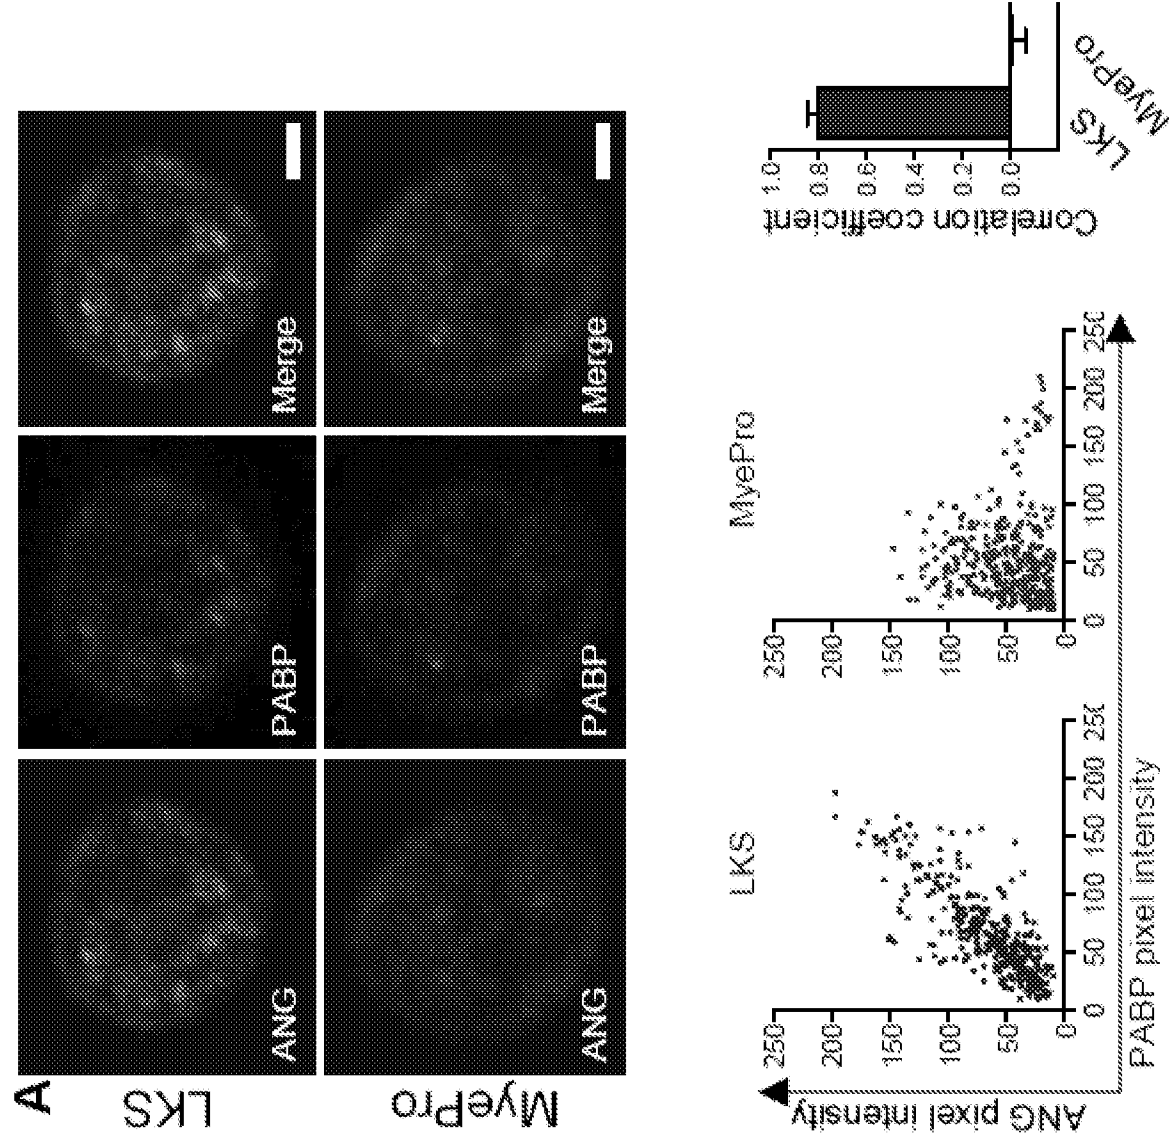 A
LKS
ANG
PABP
Merge
MyePro
ANG
PABP
Merge
ANG pixel intensity
LKS
250
200
150
100
50
0
0 50 100 150 200 250
MyePro
250
200
150
100
50
0
0 50 100 150 200 250
PABP pixel intensity
Correlation coefficient
1.0
0.8
0.6
0.4
0.2
0.0
LKS
MyePro